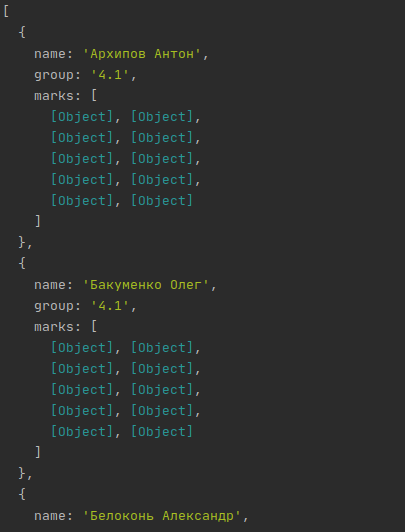 [
  {
    name: 'Архипов Антон',
    group: '4.1',
    marks: [
      [Object], [Object],
      [Object], [Object],
      [Object], [Object],
      [Object], [Object],
      [Object], [Object]
    ]
  },
  {
    name: 'Бакуменко Олег',
    group: '4.1',
    marks: [
      [Object], [Object],
      [Object], [Object],
      [Object], [Object],
      [Object], [Object],
      [Object], [Object]
    ]
  },
  {
    name: 'Белоконь Александр',